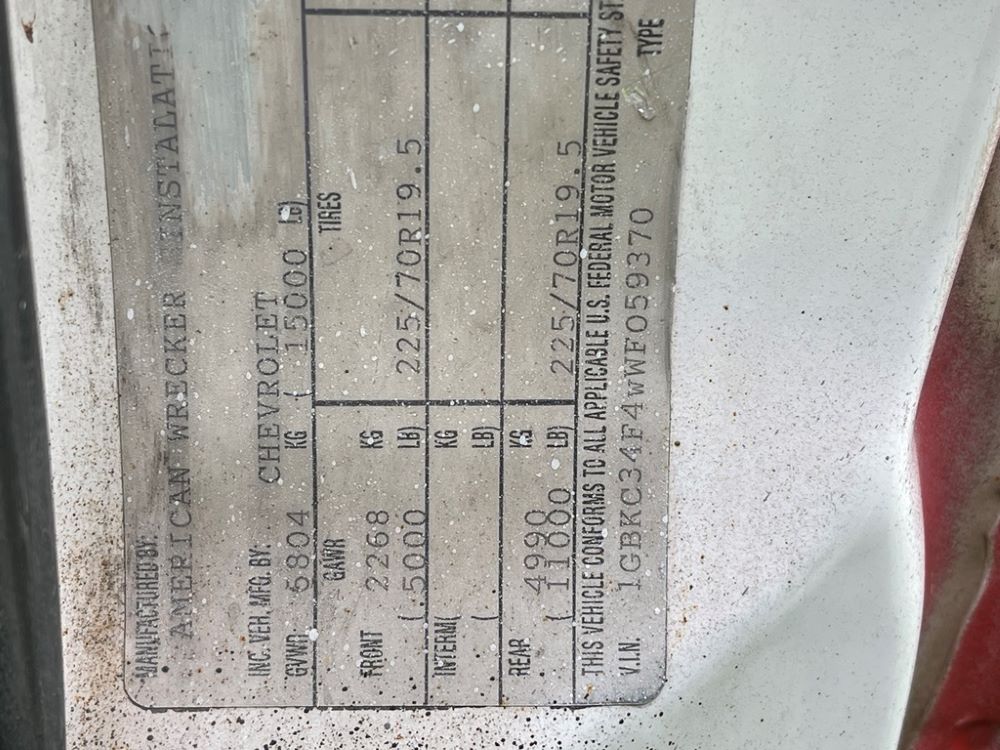 MANUFACTURED BY:
AMERICAN WRECKER INSTALATI
INC. VEH. MFG. BY: CHEVROLET
GVWR 6804 KG ( 15000 LB)
GAWR TIRES
FRONT 2268 KG
( 5000 LB) 225/70R19.5
INTERM( KG
( LB)
REAR 4990 KG
( 11000 LB) 225/70R19.5
THIS VEHICLE CONFORMS TO ALL APPLICABLE U.S. FEDERAL MOTOR VEHICLE SAFETY ST
V.I.N. 1GBKC34F4wWFO59370 TYPE